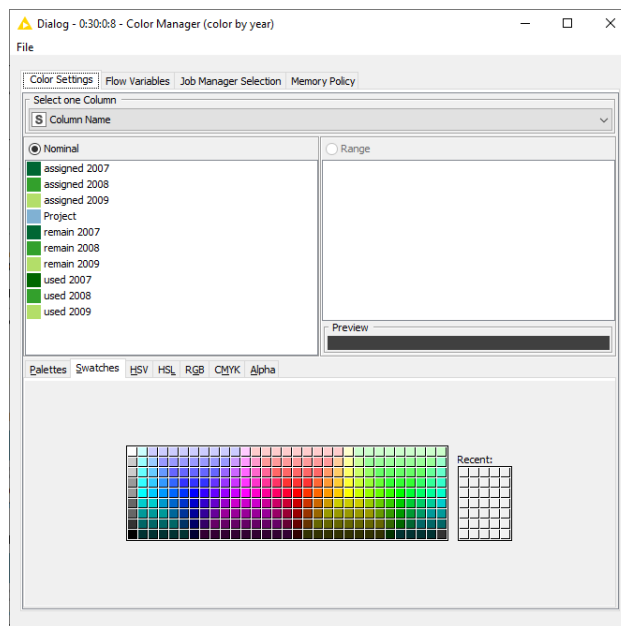 Dialog - 0:30:0:8 - Color Manager (color by year)
File
Color Settings Flow Variables Job Manager Selection Memory Policy
Select one Column
S Column Name
Nominal
Range
assigned 2007
assigned 2008
assigned 2009
Project
remain 2007
remain 2008
remain 2009
used 2007
used 2008
used 2009
Preview
Palettes Swatches HSV HSL RGB CMYK Alpha
Recent: